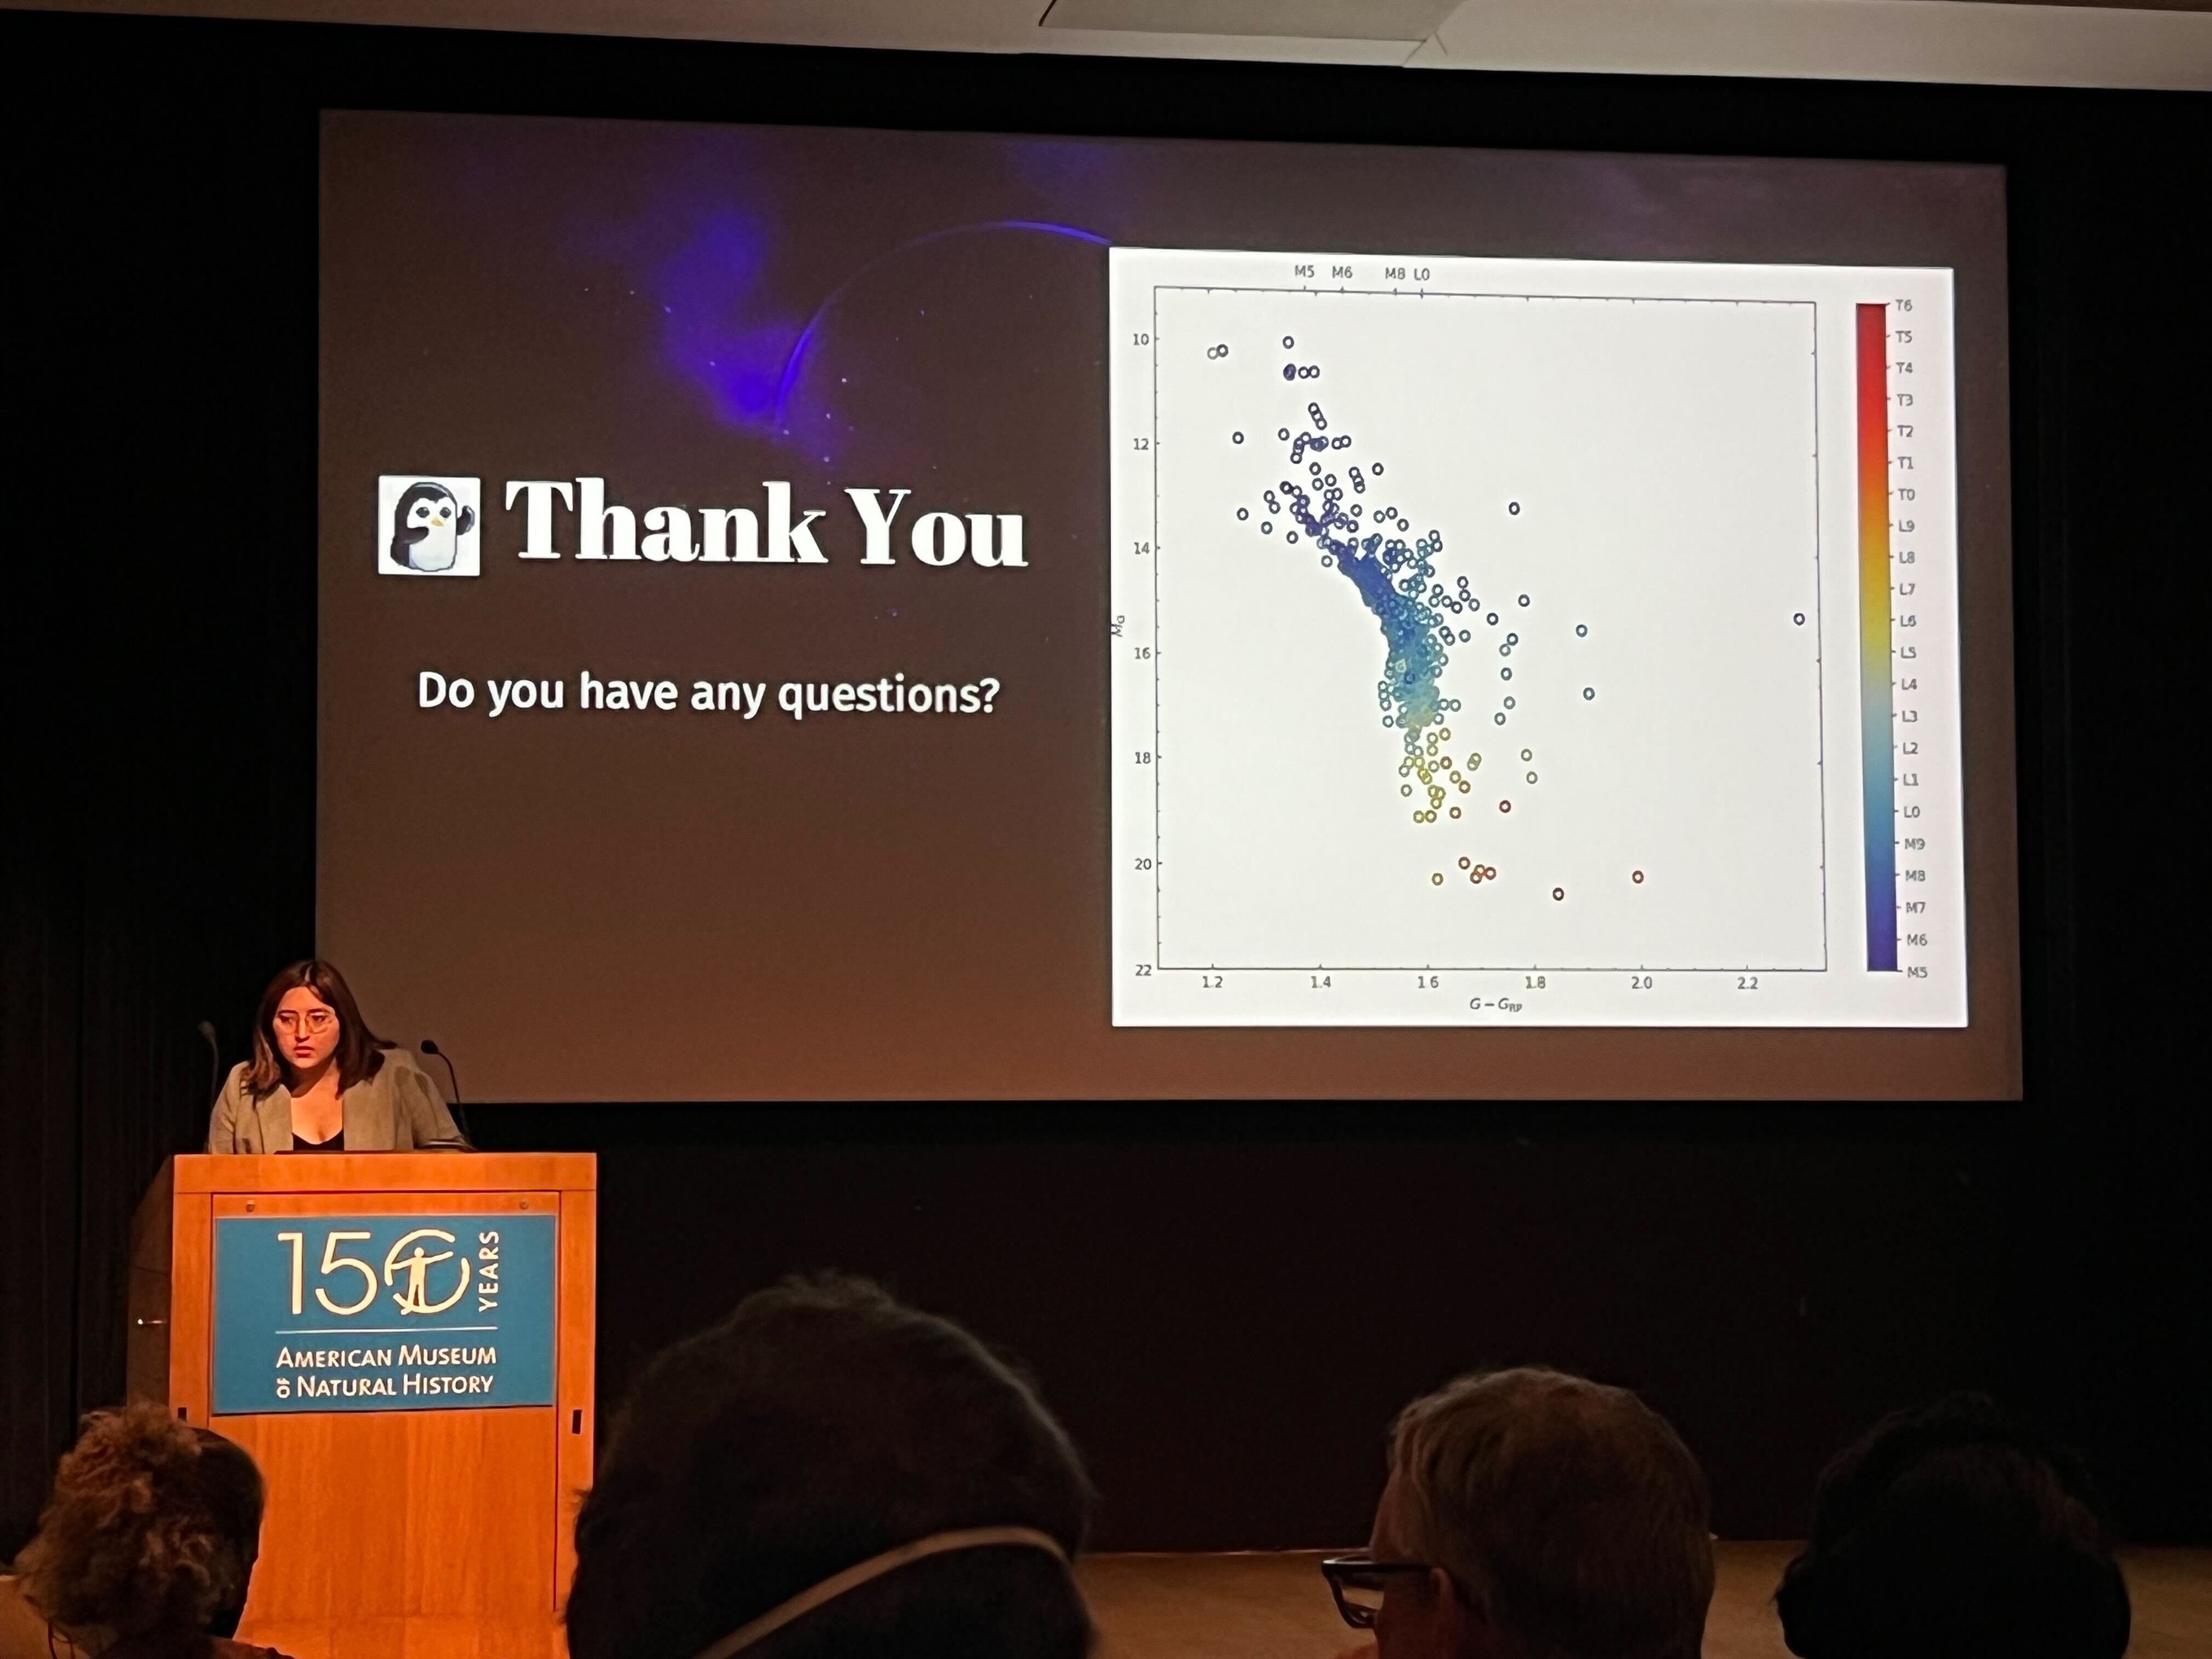 Thank You
Do you have any questions?
M5 M6 M8 L0
10
12
14
16
18
20
22
M_G
1.2 1.4 1.6 1.8 2.0 2.2
G − G_RP
T6
T5
T4
T3
T2
T1
T0
L9
L8
L7
L6
L5
L4
L3
L2
L1
L0
M9
M8
M7
M6
M5
150 YEARS
AMERICAN MUSEUM
OF NATURAL HISTORY